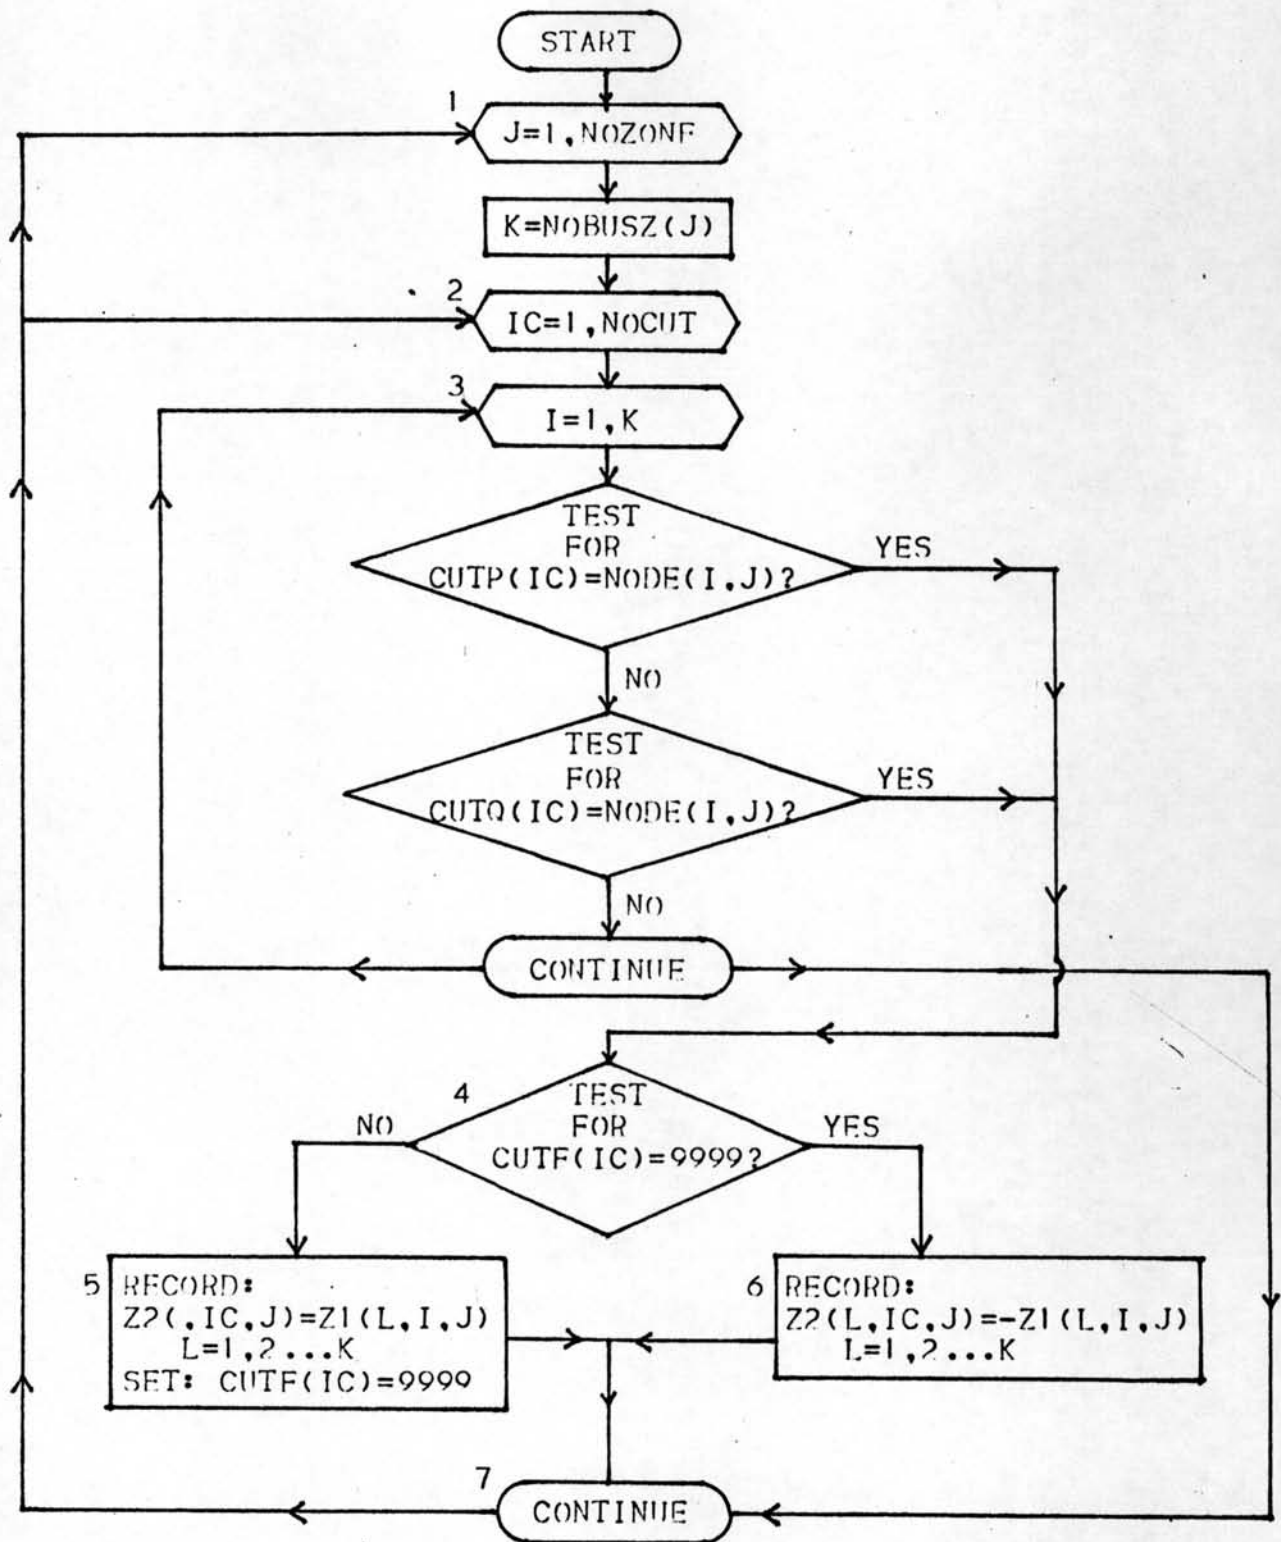 START
1
J=1,NOZONF
K=NOBUSZ(J)
2
IC=1,NOCUT
3
I=1,K
TEST
FOR
CUTP(IC)=NODE(I,J)?
YES
NO
TEST
FOR
CUTQ(IC)=NODE(I,J)?
YES
NO
CONTINUE
4
TEST
FOR
CUTF(IC)=9999?
NO
YES
5
RECORD:
Z2(,IC,J)=Z1(L,I,J)
L=1,2...K
SET: CUTF(IC)=9999
6
RECORD:
Z2(L,IC,J)=-Z1(L,I,J)
L=1,2...K
7
CONTINUE